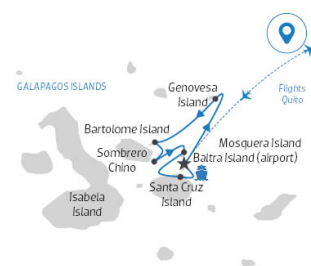 GALAPAGOS ISLANDS
Genovesa
Island
Flights
Quito
Bartolome Island
Mosquera Island
Sombrero
Chino
Baltra Island (airport)
Santa Cruz
Island
Isabela
Island